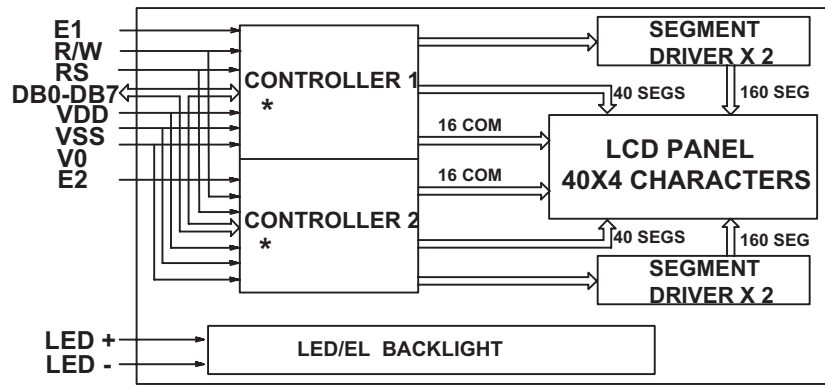 E1
R/W
RS
DB0-DB7
VDD
VSS
V0
E2
CONTROLLER 1
*
CONTROLLER 2
*
SEGMENT
DRIVER X 2
40 SEGS
160 SEG
16 COM
LCD PANEL
40X4 CHARACTERS
16 COM
40 SEGS
160 SEG
SEGMENT
DRIVER X 2
LED +
LED -
LED/EL BACKLIGHT